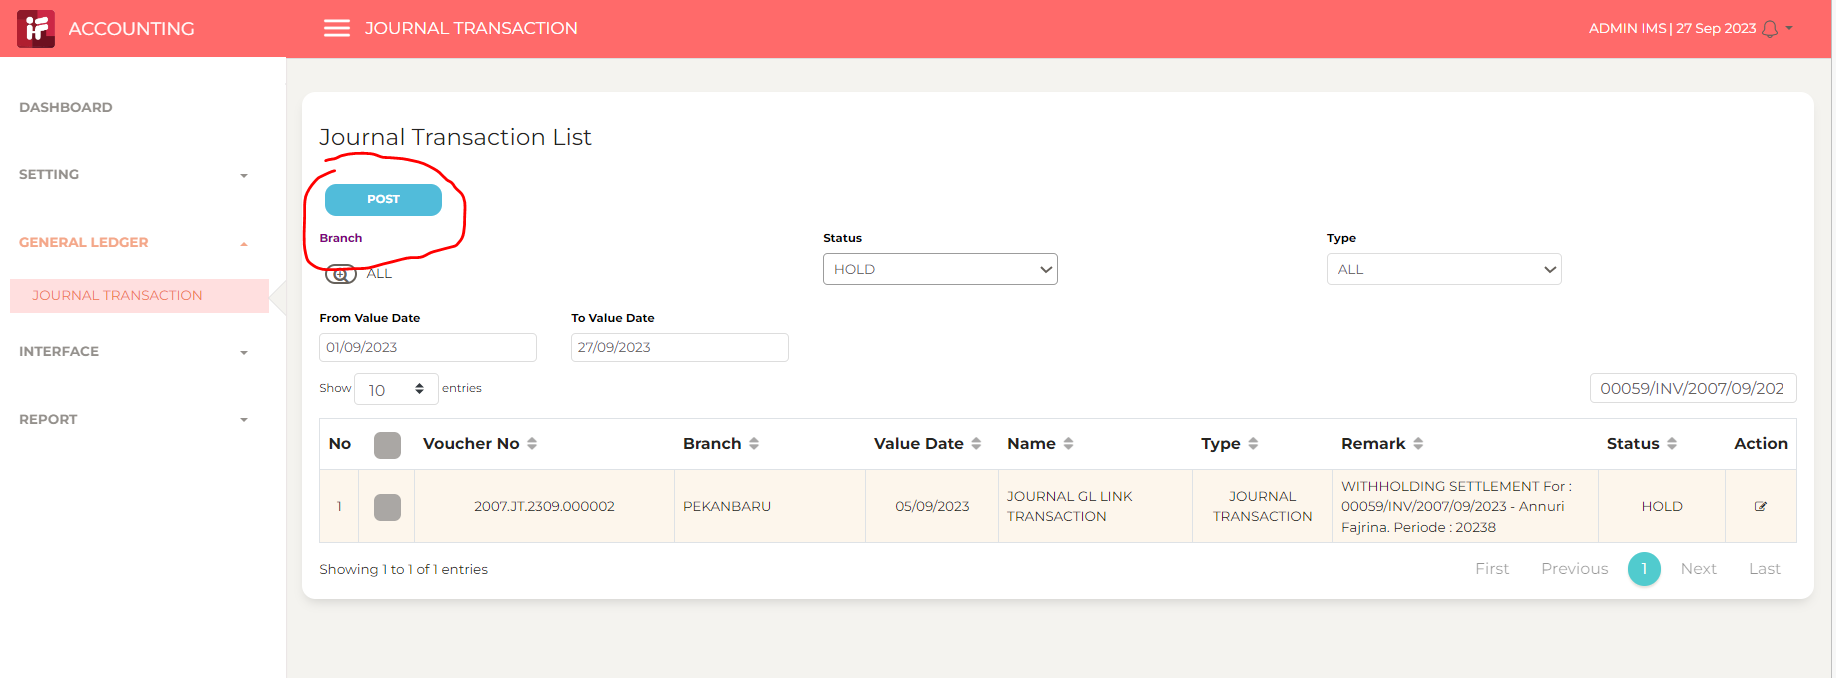 iF ACCOUNTING JOURNAL TRANSACTION ADMIN IMS | 27 Sep 2023
DASHBOARD
SETTING
GENERAL LEDGER
JOURNAL TRANSACTION
INTERFACE
REPORT
Journal Transaction List
POST
Branch Status Type
ALL HOLD ALL
From Value Date To Value Date
01/09/2023 27/09/2023
Show 10 entries 00059/INV/2007/09/202
No Voucher No Branch Value Date Name Type Remark Status Action
1 2007.JT.2309.000002 PEKANBARU 05/09/2023 JOURNAL GL LINK TRANSACTION JOURNAL TRANSACTION WITHHOLDING SETTLEMENT For : 00059/INV/2007/09/2023 - Annuri Fajrina. Periode : 20238 HOLD
Showing 1 to 1 of 1 entries First Previous 1 Next Last